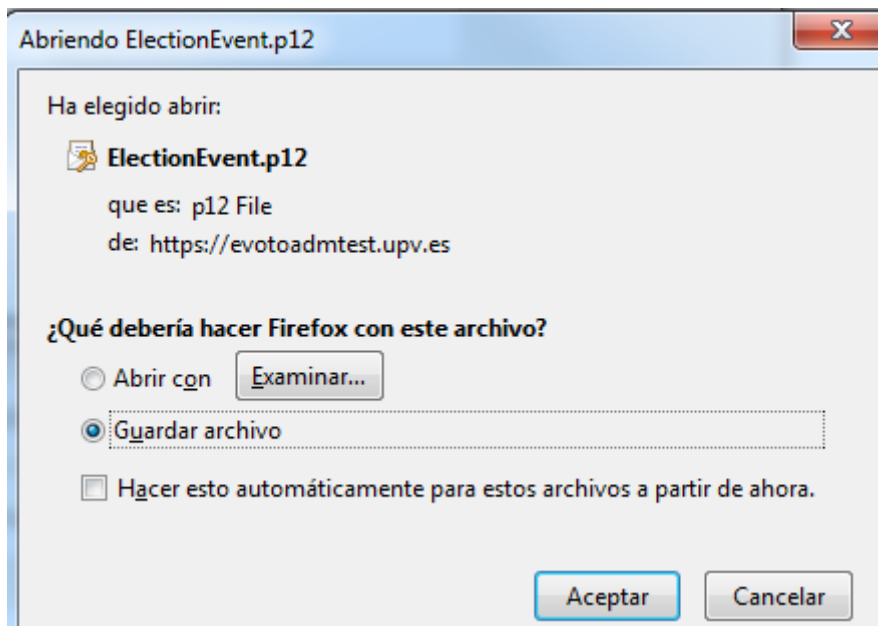 Abriendo ElectionEvent.p12
Ha elegido abrir:
ElectionEvent.p12
que es: p12 File
de: https://evotoadmtest.upv.es
¿Qué debería hacer Firefox con este archivo?
Abrir con Examinar...
Guardar archivo
Hacer esto automáticamente para estos archivos a partir de ahora.
Aceptar Cancelar